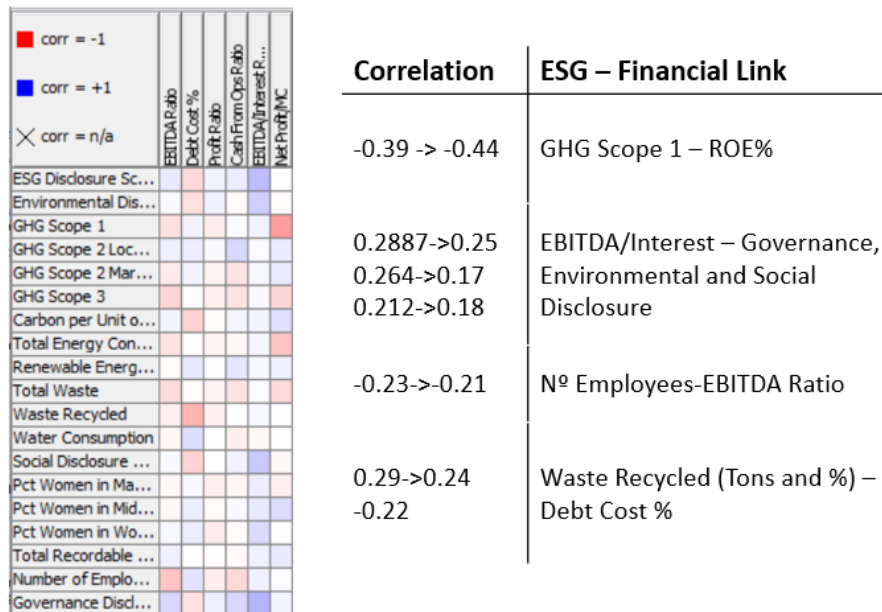 corr = -1
corr = +1
corr = n/a
EBITDA Ratio
Debt Cost %
Profit Ratio
Cash From Ops Ratio
EBITDA/Interest R...
Net Profit/MC
ESG Disclosure Sc...
Environmental Dis...
GHG Scope 1
GHG Scope 2 Loc...
GHG Scope 2 Mar...
GHG Scope 3
Carbon per Unit o...
Total Energy Con...
Renewable Energ...
Total Waste
Waste Recycled
Water Consumption
Social Disclosure ...
Pct Women in Ma...
Pct Women in Mid...
Pct Women in Wo...
Total Recordable ...
Number of Emplo...
Governance Discl...
Correlation ESG – Financial Link
-0.39 -> -0.44 GHG Scope 1 – ROE%
0.2887->0.25 EBITDA/Interest – Governance,
0.264->0.17 Environmental and Social
0.212->0.18 Disclosure
-0.23->-0.21 Nº Employees-EBITDA Ratio
0.29->0.24 Waste Recycled (Tons and %) –
-0.22 Debt Cost %